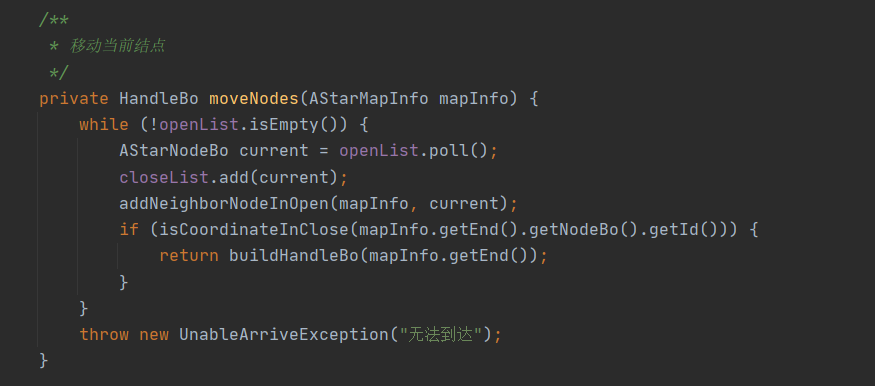 /**
 * 移动当前结点
 */
private HandleBo moveNodes(AStarMapInfo mapInfo) {
    while (!openList.isEmpty()) {
        AStarNodeBo current = openList.poll();
        closeList.add(current);
        addNeighborNodeInOpen(mapInfo, current);
        if (isCoordinateInClose(mapInfo.getEnd().getNodeBo().getId())) {
            return buildHandleBo(mapInfo.getEnd());
        }
    }
    throw new UnableArriveException("无法到达");
}